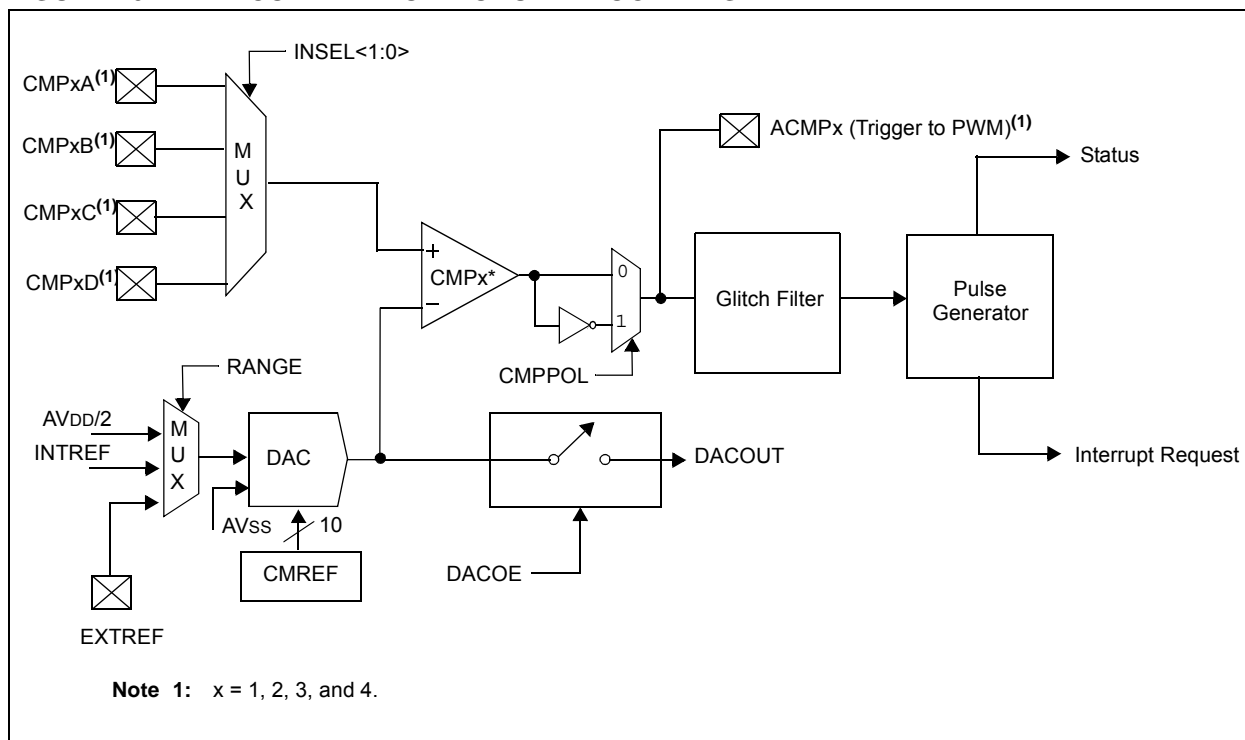 INSEL<1:0>
CMPxA(1)
CMPxB(1)
CMPxC(1)
CMPxD(1)
M
U
X
ACMPx (Trigger to PWM)(1)
Status
+
–
CMPx*
0
1
CMPPOL
Glitch Filter
Pulse
Generator
Interrupt Request
RANGE
AVDD/2
INTREF
M
U
X
DAC
AVSS
10
CMREF
EXTREF
DACOUT
DACOE
Note 1: x = 1, 2, 3, and 4.